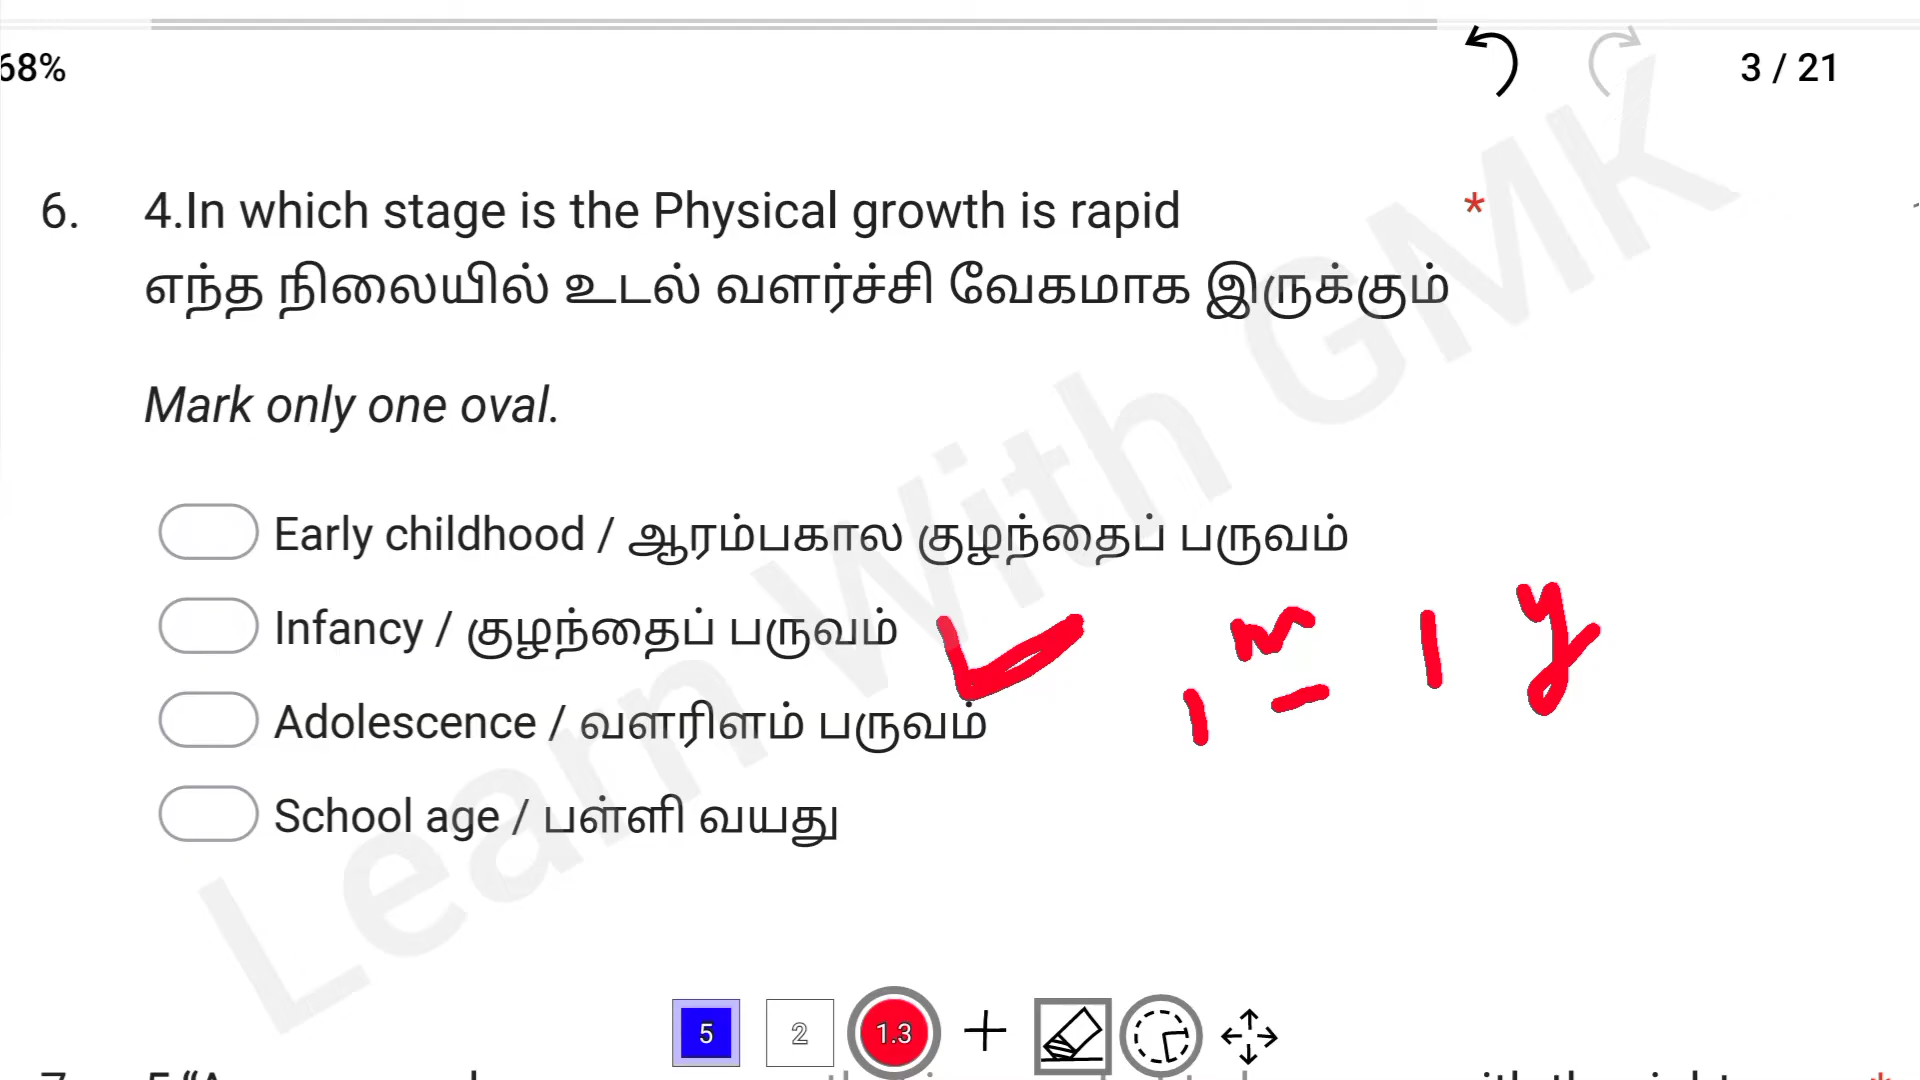 68%
3 / 21
6. 4.In which stage is the Physical growth is rapid *
எந்த நிலையில் உடல் வளர்ச்சி வேகமாக இருக்கும்
Mark only one oval.
Early childhood / ஆரம்பகால குழந்தைப் பருவம்
Infancy / குழந்தைப் பருவம்
1 m - 1 y
Adolescence / வளரிளம் பருவம்
School age / பள்ளி வயது
Learn With GMK
5 2 1.3